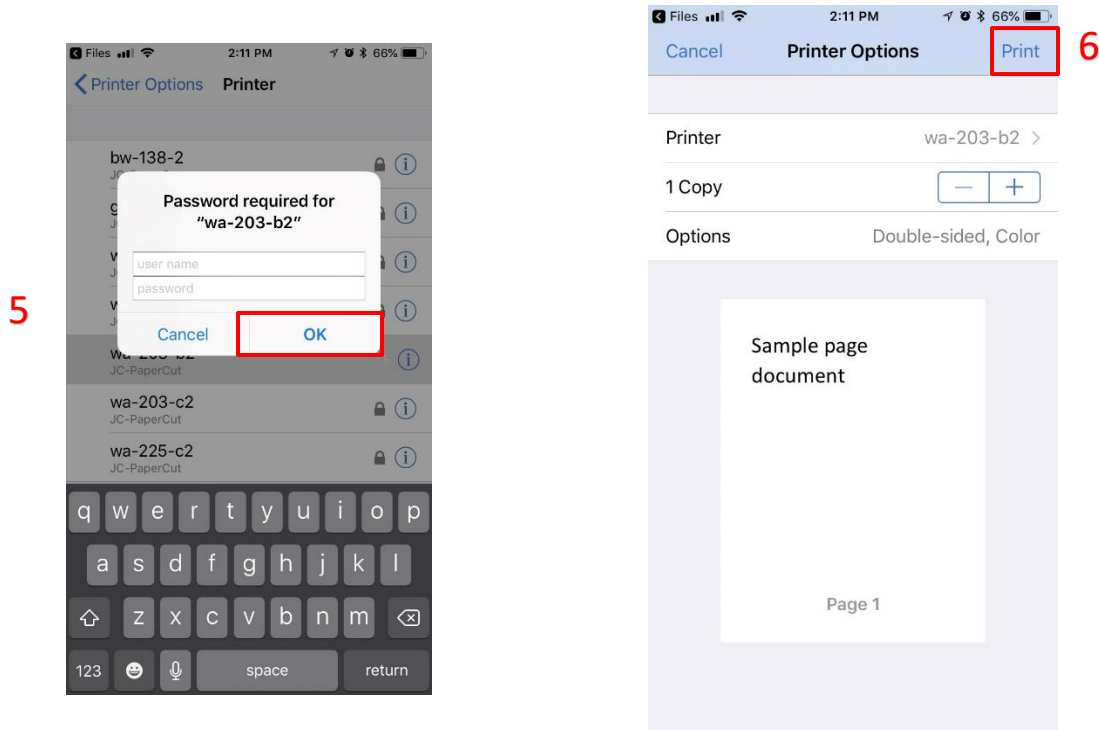 Files 2:11 PM 66%
Printer Options Printer
bw-138-2
Password required for
“wa-203-b2”
user name
password
Cancel OK
JC-PaperCut
wa-203-c2
JC-PaperCut
wa-225-c2
JC-PaperCut
q w e r t y u i o p
a s d f g h j k l
z x c v b n m
123 space return
5
Files 2:11 PM 66%
Cancel Printer Options Print
6
Printer wa-203-b2
1 Copy
Options Double-sided, Color
Sample page
document
Page 1